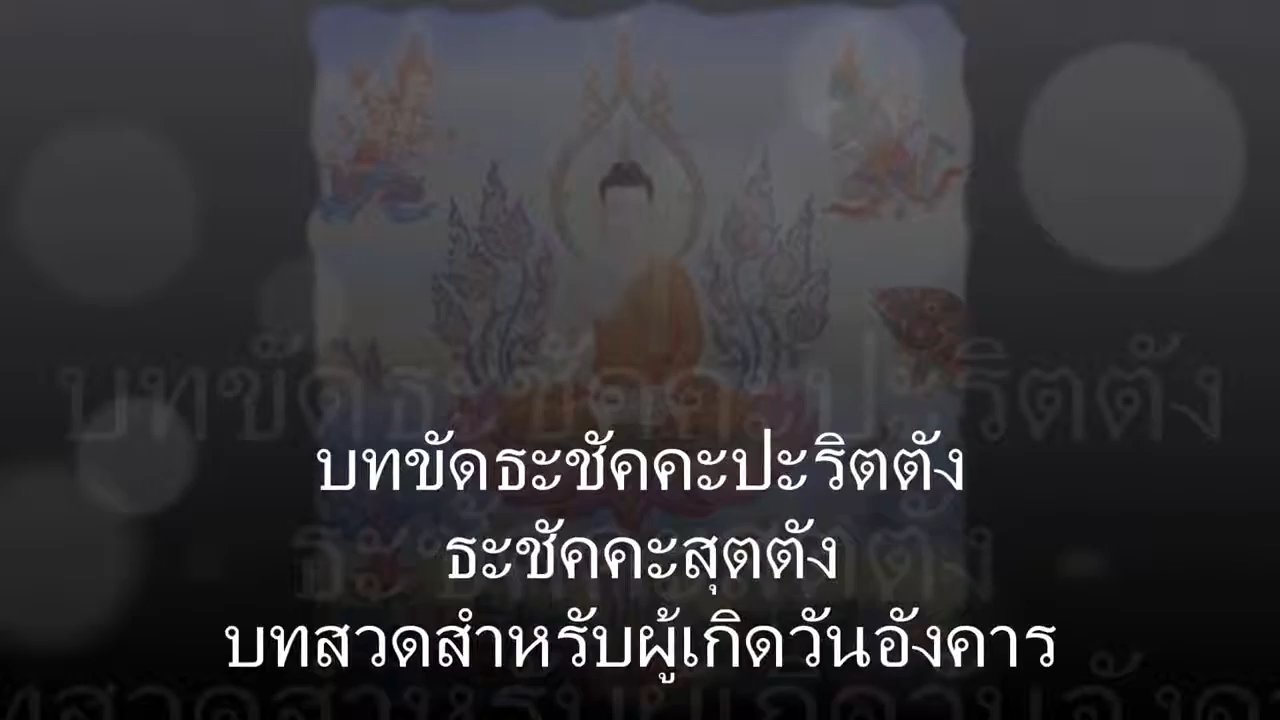 บทขัดธะชัคคะปะริตตัง
ธะชัคคะสุตตัง
บทสวดสำหรับผู้เกิดวันอังคาร